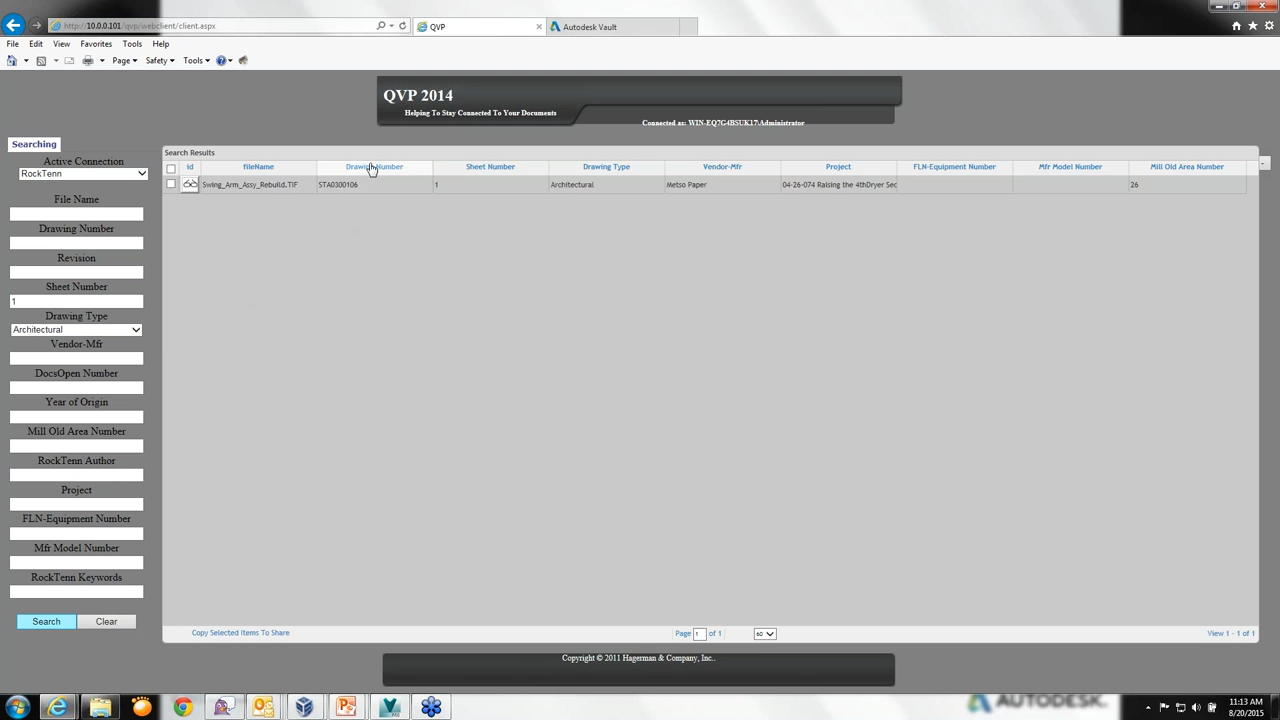 http://10.0.0.101/qvp/webclient/client.aspx
QVP
Autodesk Vault
File Edit View Favorites Tools Help
Page Safety Tools
QVP 2014
Helping To Stay Connected To Your Documents
Connected as: WIN-EQ7G4BSUK17\Administrator
Searching
Active Connection
RockTenn
File Name
Drawing Number
Revision
Sheet Number
1
Drawing Type
Architectural
Vendor-Mfr
DocsOpen Number
Year of Origin
Mill Old Area Number
RockTenn Author
Project
FLN-Equipment Number
Mfr Model Number
RockTenn Keywords
Search Clear
Search Results
id fileName Drawing Number Sheet Number Drawing Type Vendor-Mfr Project FLN-Equipment Number Mfr Model Number Mill Old Area Number
Swing_Arm_Assy_Rebuild.TIF STA0300106 1 Architectural Metso Paper 04-26-074 Raising the 4thDryer Sec 26
Copy Selected Items To Share
Page 1 of 1 60
View 1 - 1 of 1
Copyright © 2011 Hagerman & Company, Inc..
AUTODESK.
11:13 AM
8/20/2015